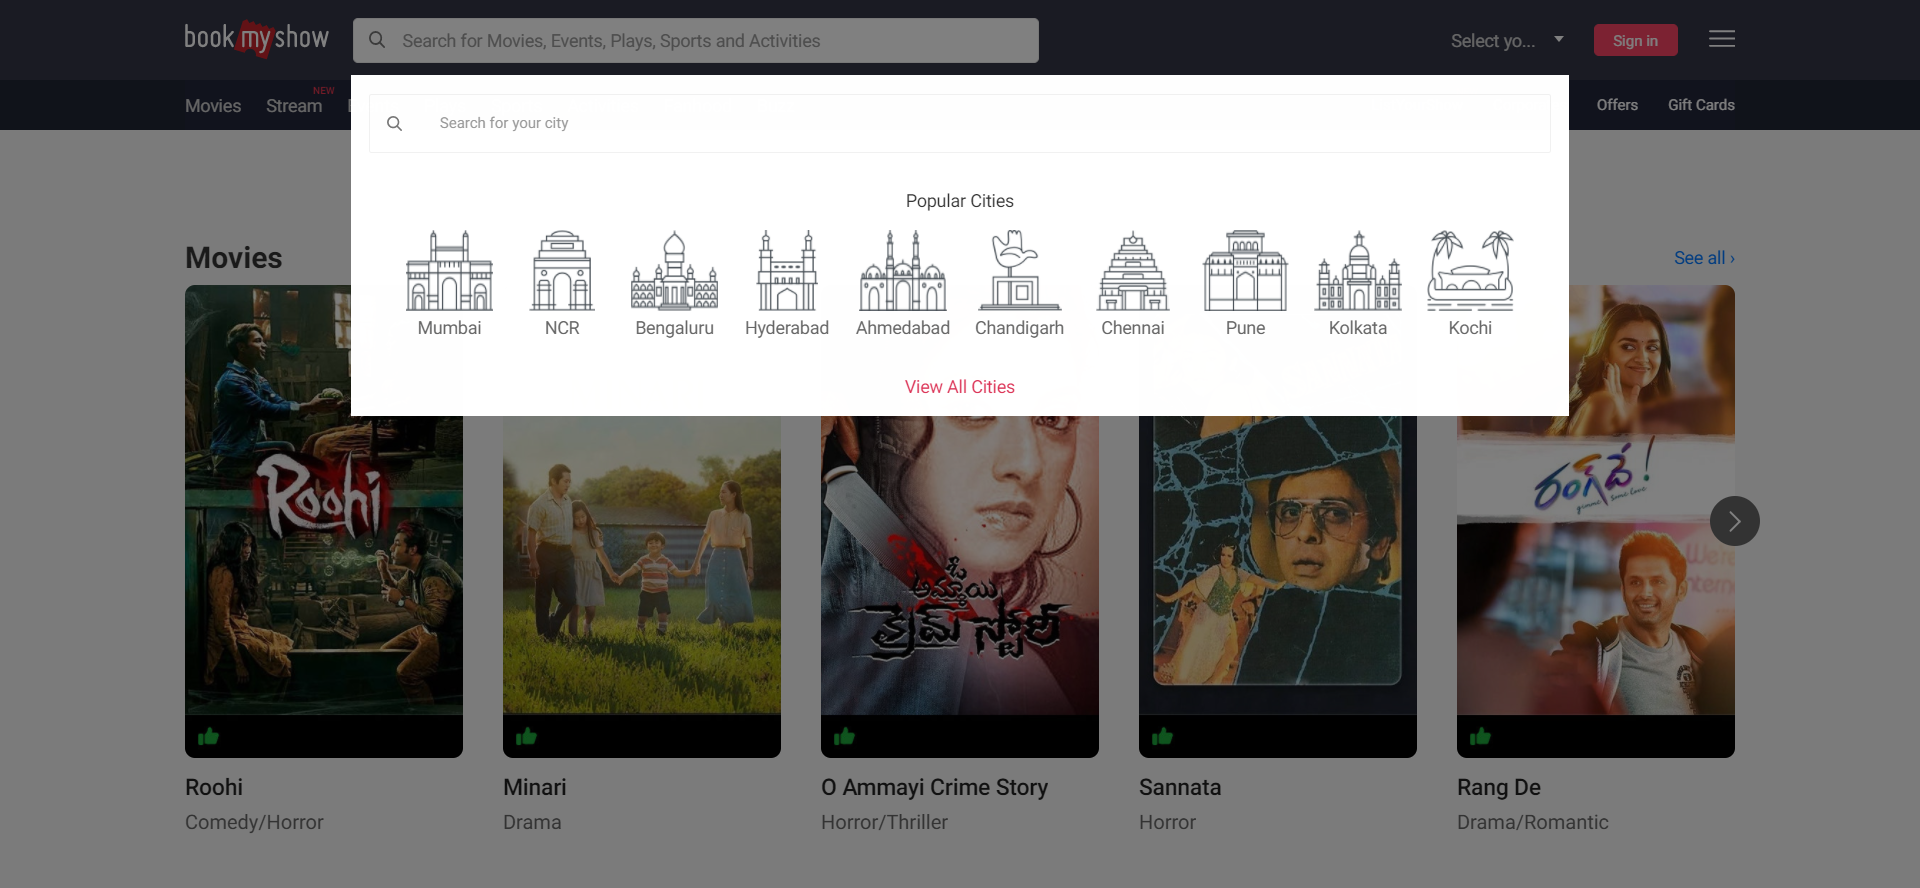 book my show
Search for Movies, Events, Plays, Sports and Activities
Select yo...
Sign in
Movies
Stream
NEW
Offers
Gift Cards
Search for your city
Popular Cities
Mumbai
NCR
Bengaluru
Hyderabad
Ahmedabad
Chandigarh
Chennai
Pune
Kolkata
Kochi
View All Cities
Movies
See all ›
Roohi
ఓ
అమ్మాయి
క్రైమ్ స్టోరీ
రంగ్ దే!
Roohi
Comedy/Horror
Minari
Drama
O Ammayi Crime Story
Horror/Thriller
Sannata
Horror
Rang De
Drama/Romantic